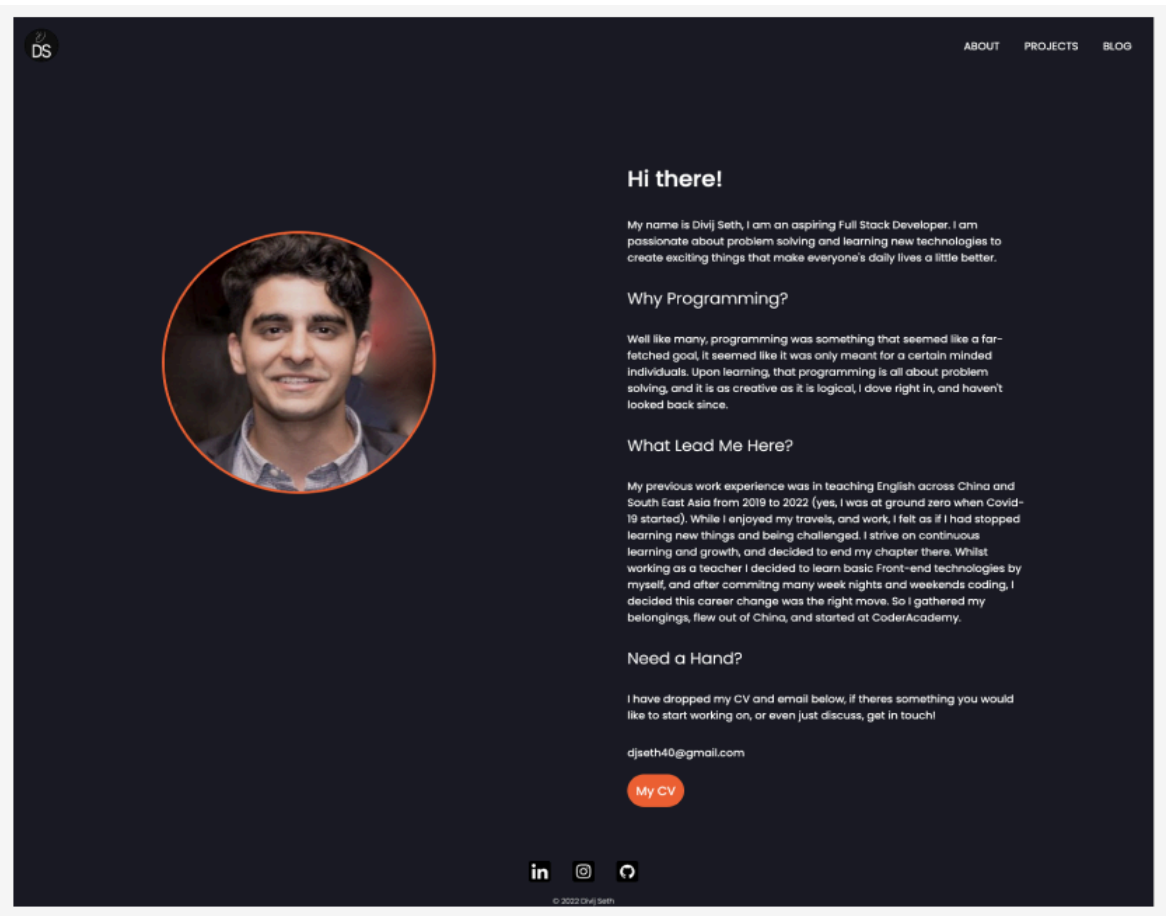 DS
ABOUT PROJECTS BLOG
Hi there!
My name is Divij Seth, I am an aspiring Full Stack Developer. I am
passionate about problem solving and learning new technologies to
create exciting things that make everyone's daily lives a little better.
Why Programming?
Well like many, programming was something that seemed like a far-
fetched goal, it seemed like it was only meant for a certain minded
individuals. Upon learning, that programming is all about problem
solving, and it is as creative as it is logical, I dove right in, and haven't
looked back since.
What Lead Me Here?
My previous work experience was in teaching English across China and
South East Asia from 2019 to 2022 (yes, I was at ground zero when Covid-
19 started). While I enjoyed my travels, and work, I felt as if I had stopped
learning new things and being challenged. I strive on continuous
learning and growth, and decided to end my chapter there. Whilst
working as a teacher I decided to learn basic Front-end technologies by
myself, and after commitng many week nights and weekends coding, I
decided this career change was the right move. So I gathered my
belongings, flew out of China, and started at CoderAcademy.
Need a Hand?
I have dropped my CV and email below, if theres something you would
like to start working on, or even just discuss, get in touch!
djseth40@gmail.com
My CV
in
© 2022 Divij Seth